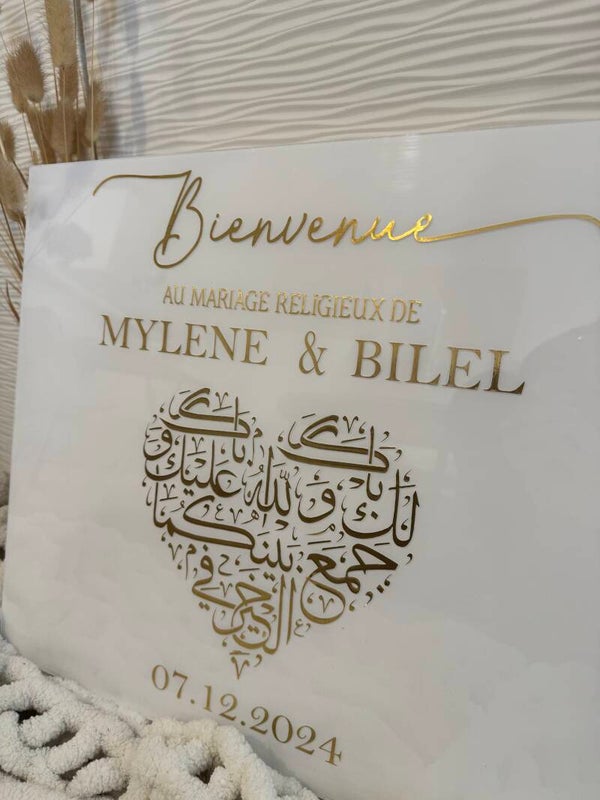 Bienvenue
AU MARIAGE RELIGIEUX DE
MYLENE & BILEL
بارك الله لك وبارك عليك
وجمع بينكما
في الخير
07.12.2024